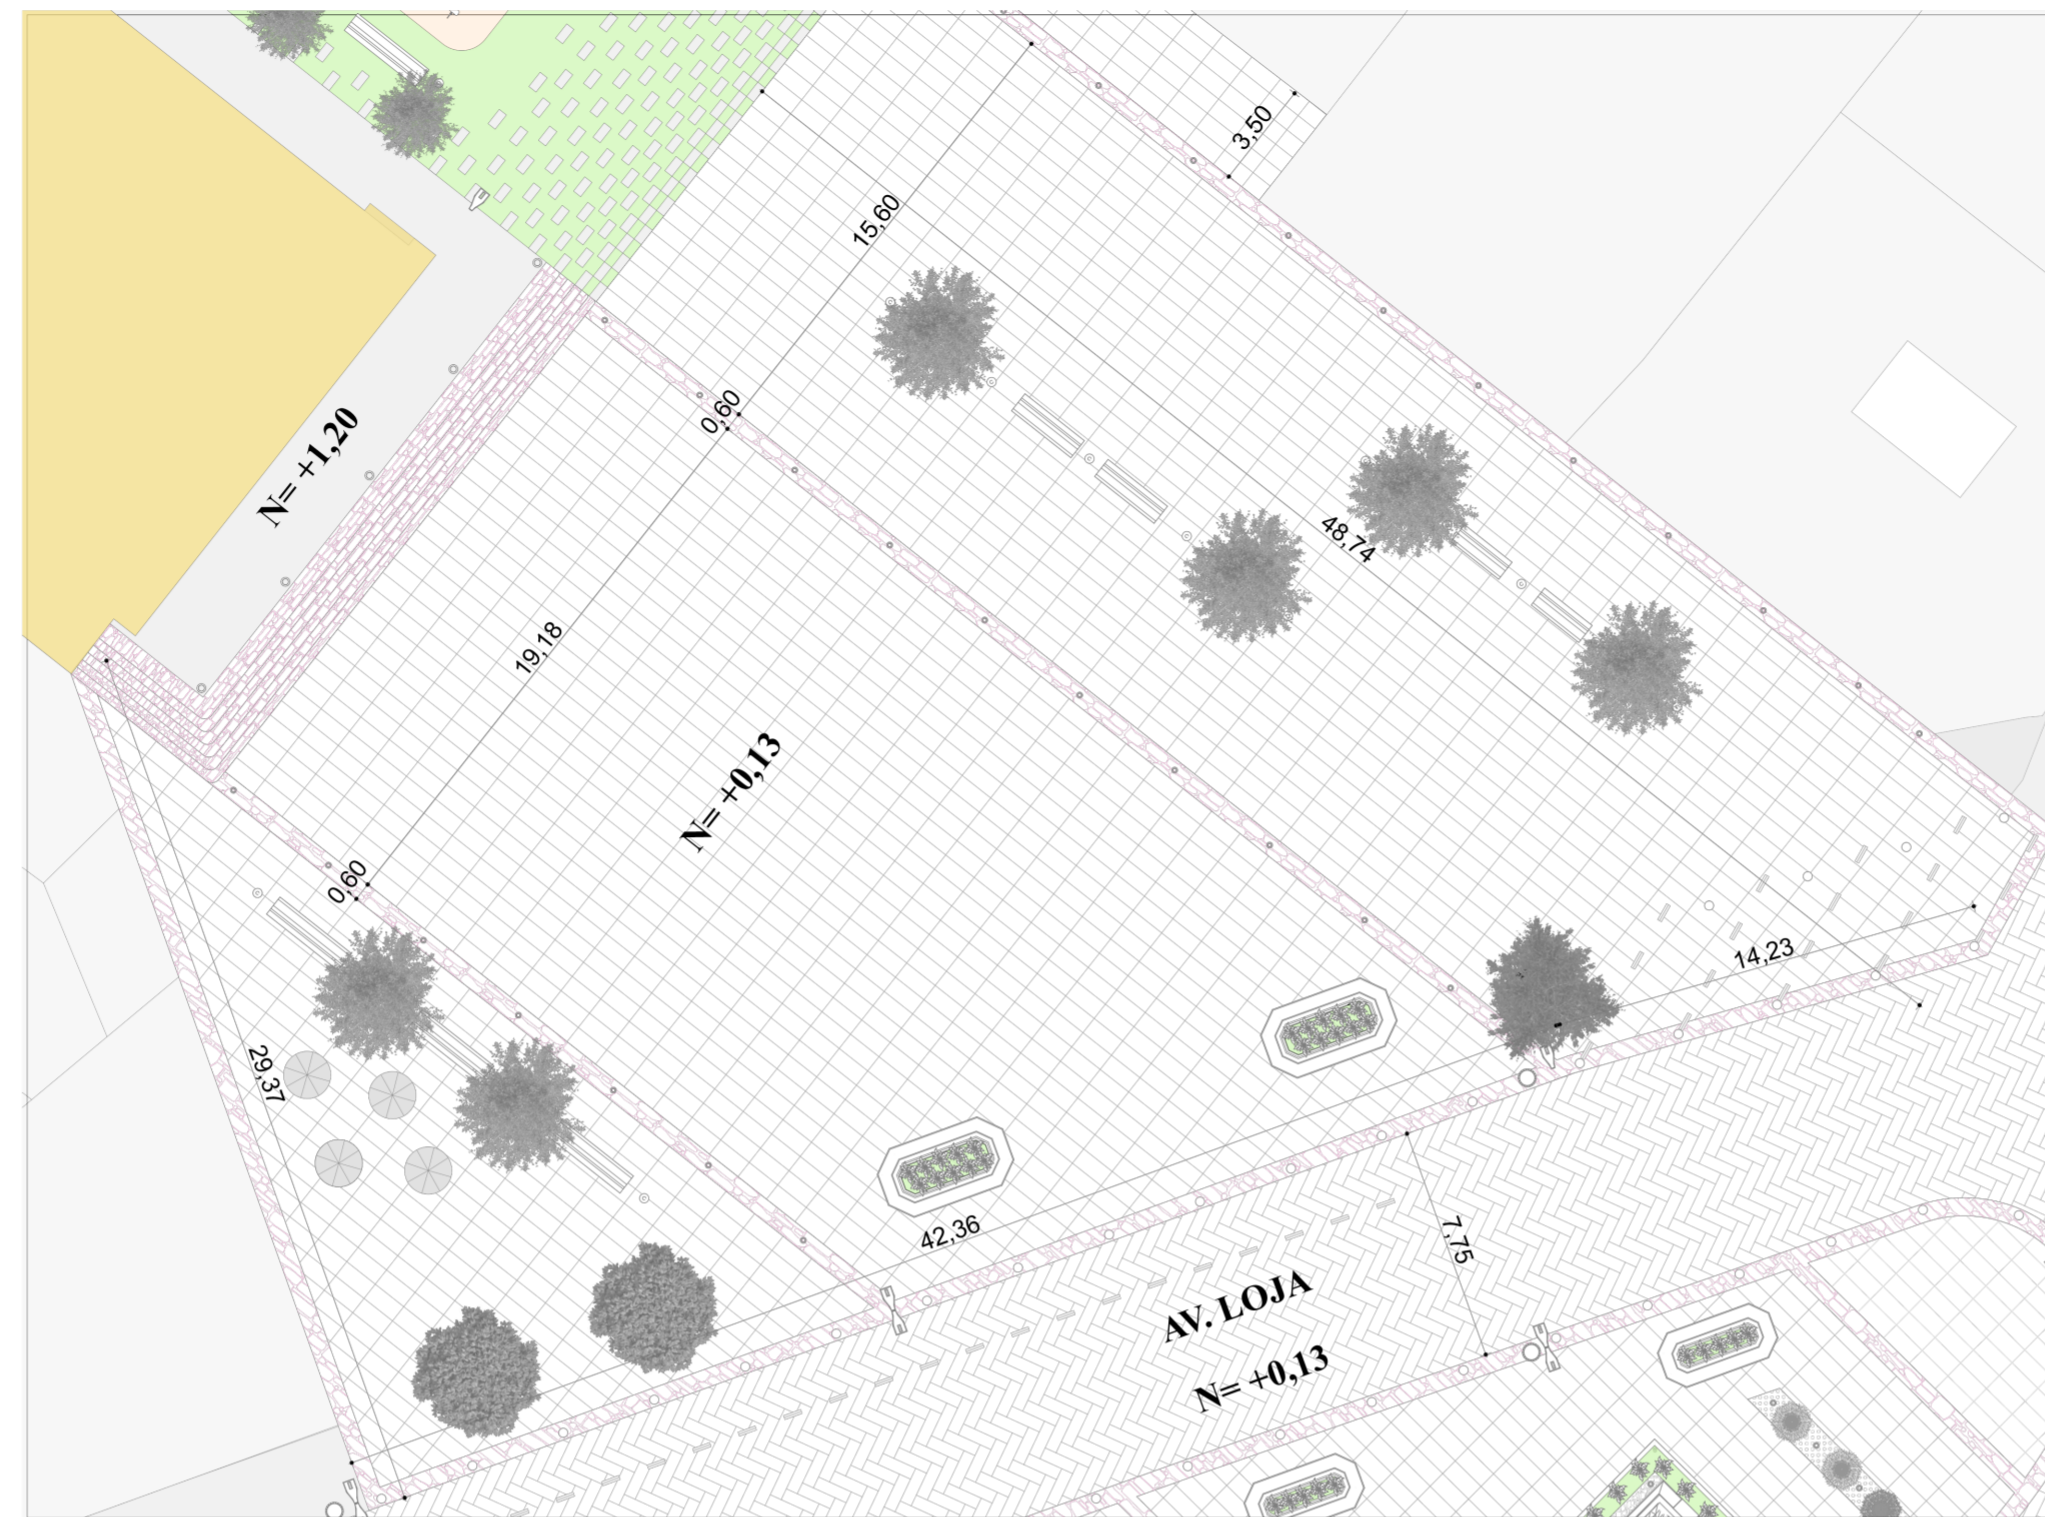 3,50
15,60
0,60
N= +1,20
48,74
19,18
N= +0,13
0,60
14,23
29,37
42,36
7,75
AV. LOJA
N= +0,13